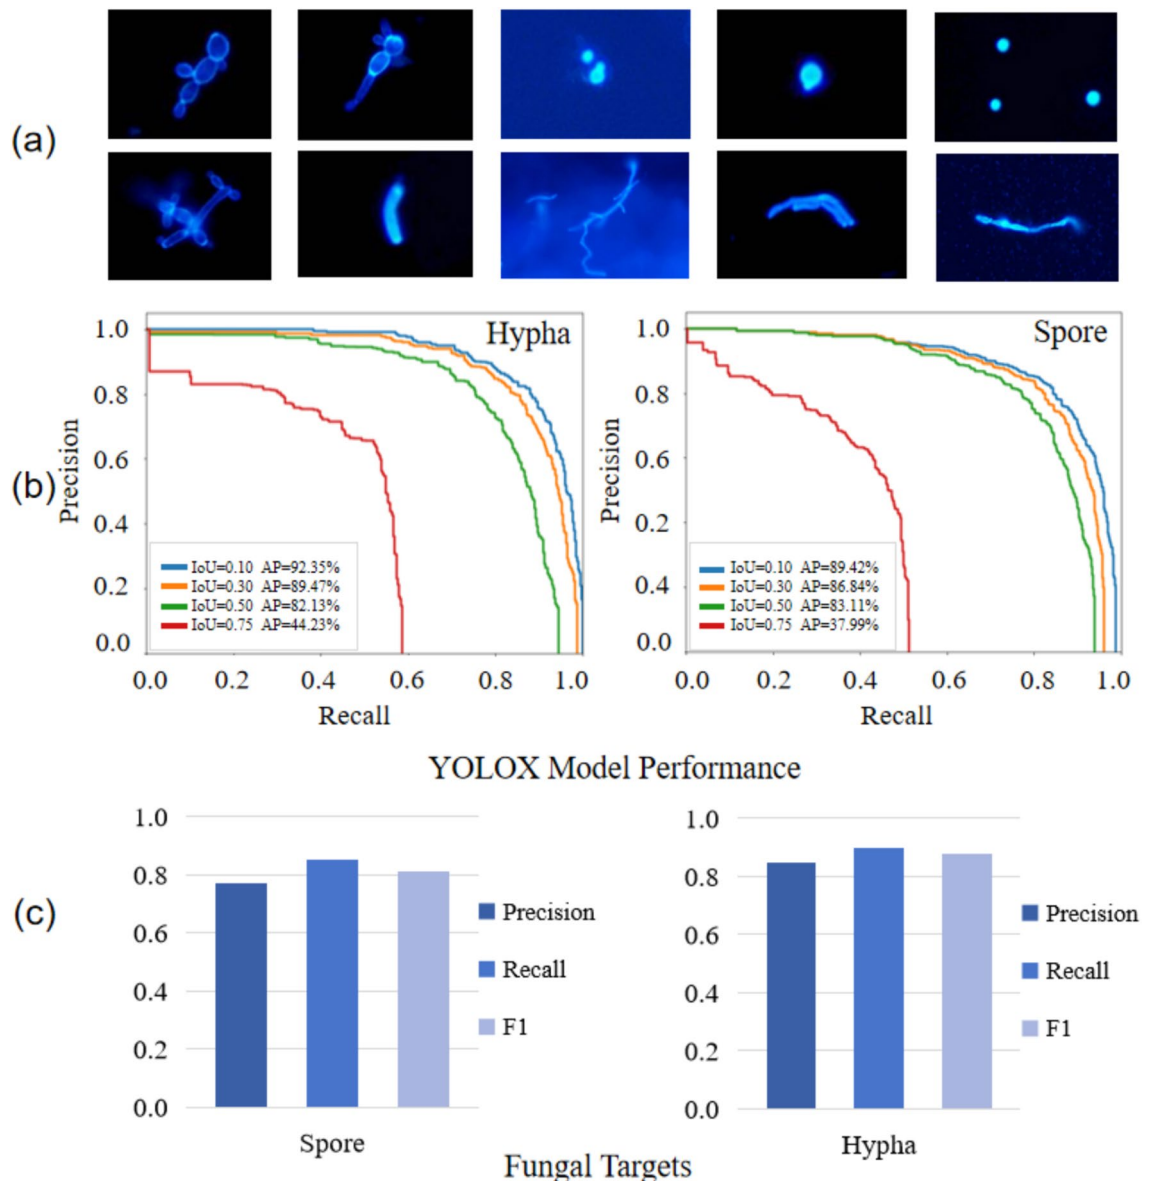 (a)
(b)
Hypha
Precision
1.0
0.8
0.6
0.4
0.2
0.0
IoU=0.10 AP=92.35%
IoU=0.30 AP=89.47%
IoU=0.50 AP=82.13%
IoU=0.75 AP=44.23%
0.0 0.2 0.4 0.6 0.8 1.0
Recall
Spore
Precision
1.0
0.8
0.6
0.2
0.4
0.0
IoU=0.10 AP=89.42%
IoU=0.30 AP=86.84%
IoU=0.50 AP=83.11%
IoU=0.75 AP=37.99%
0.0 0.2 0.4 0.6 0.8 1.0
Recall
YOLOX Model Performance
(c)
1.0
0.8
0.6
0.4
0.2
0.0
Precision
Recall
F1
Spore
1.0
0.8
0.6
0.4
0.2
0.0
Precision
Recall
F1
Hypha
Fungal Targets